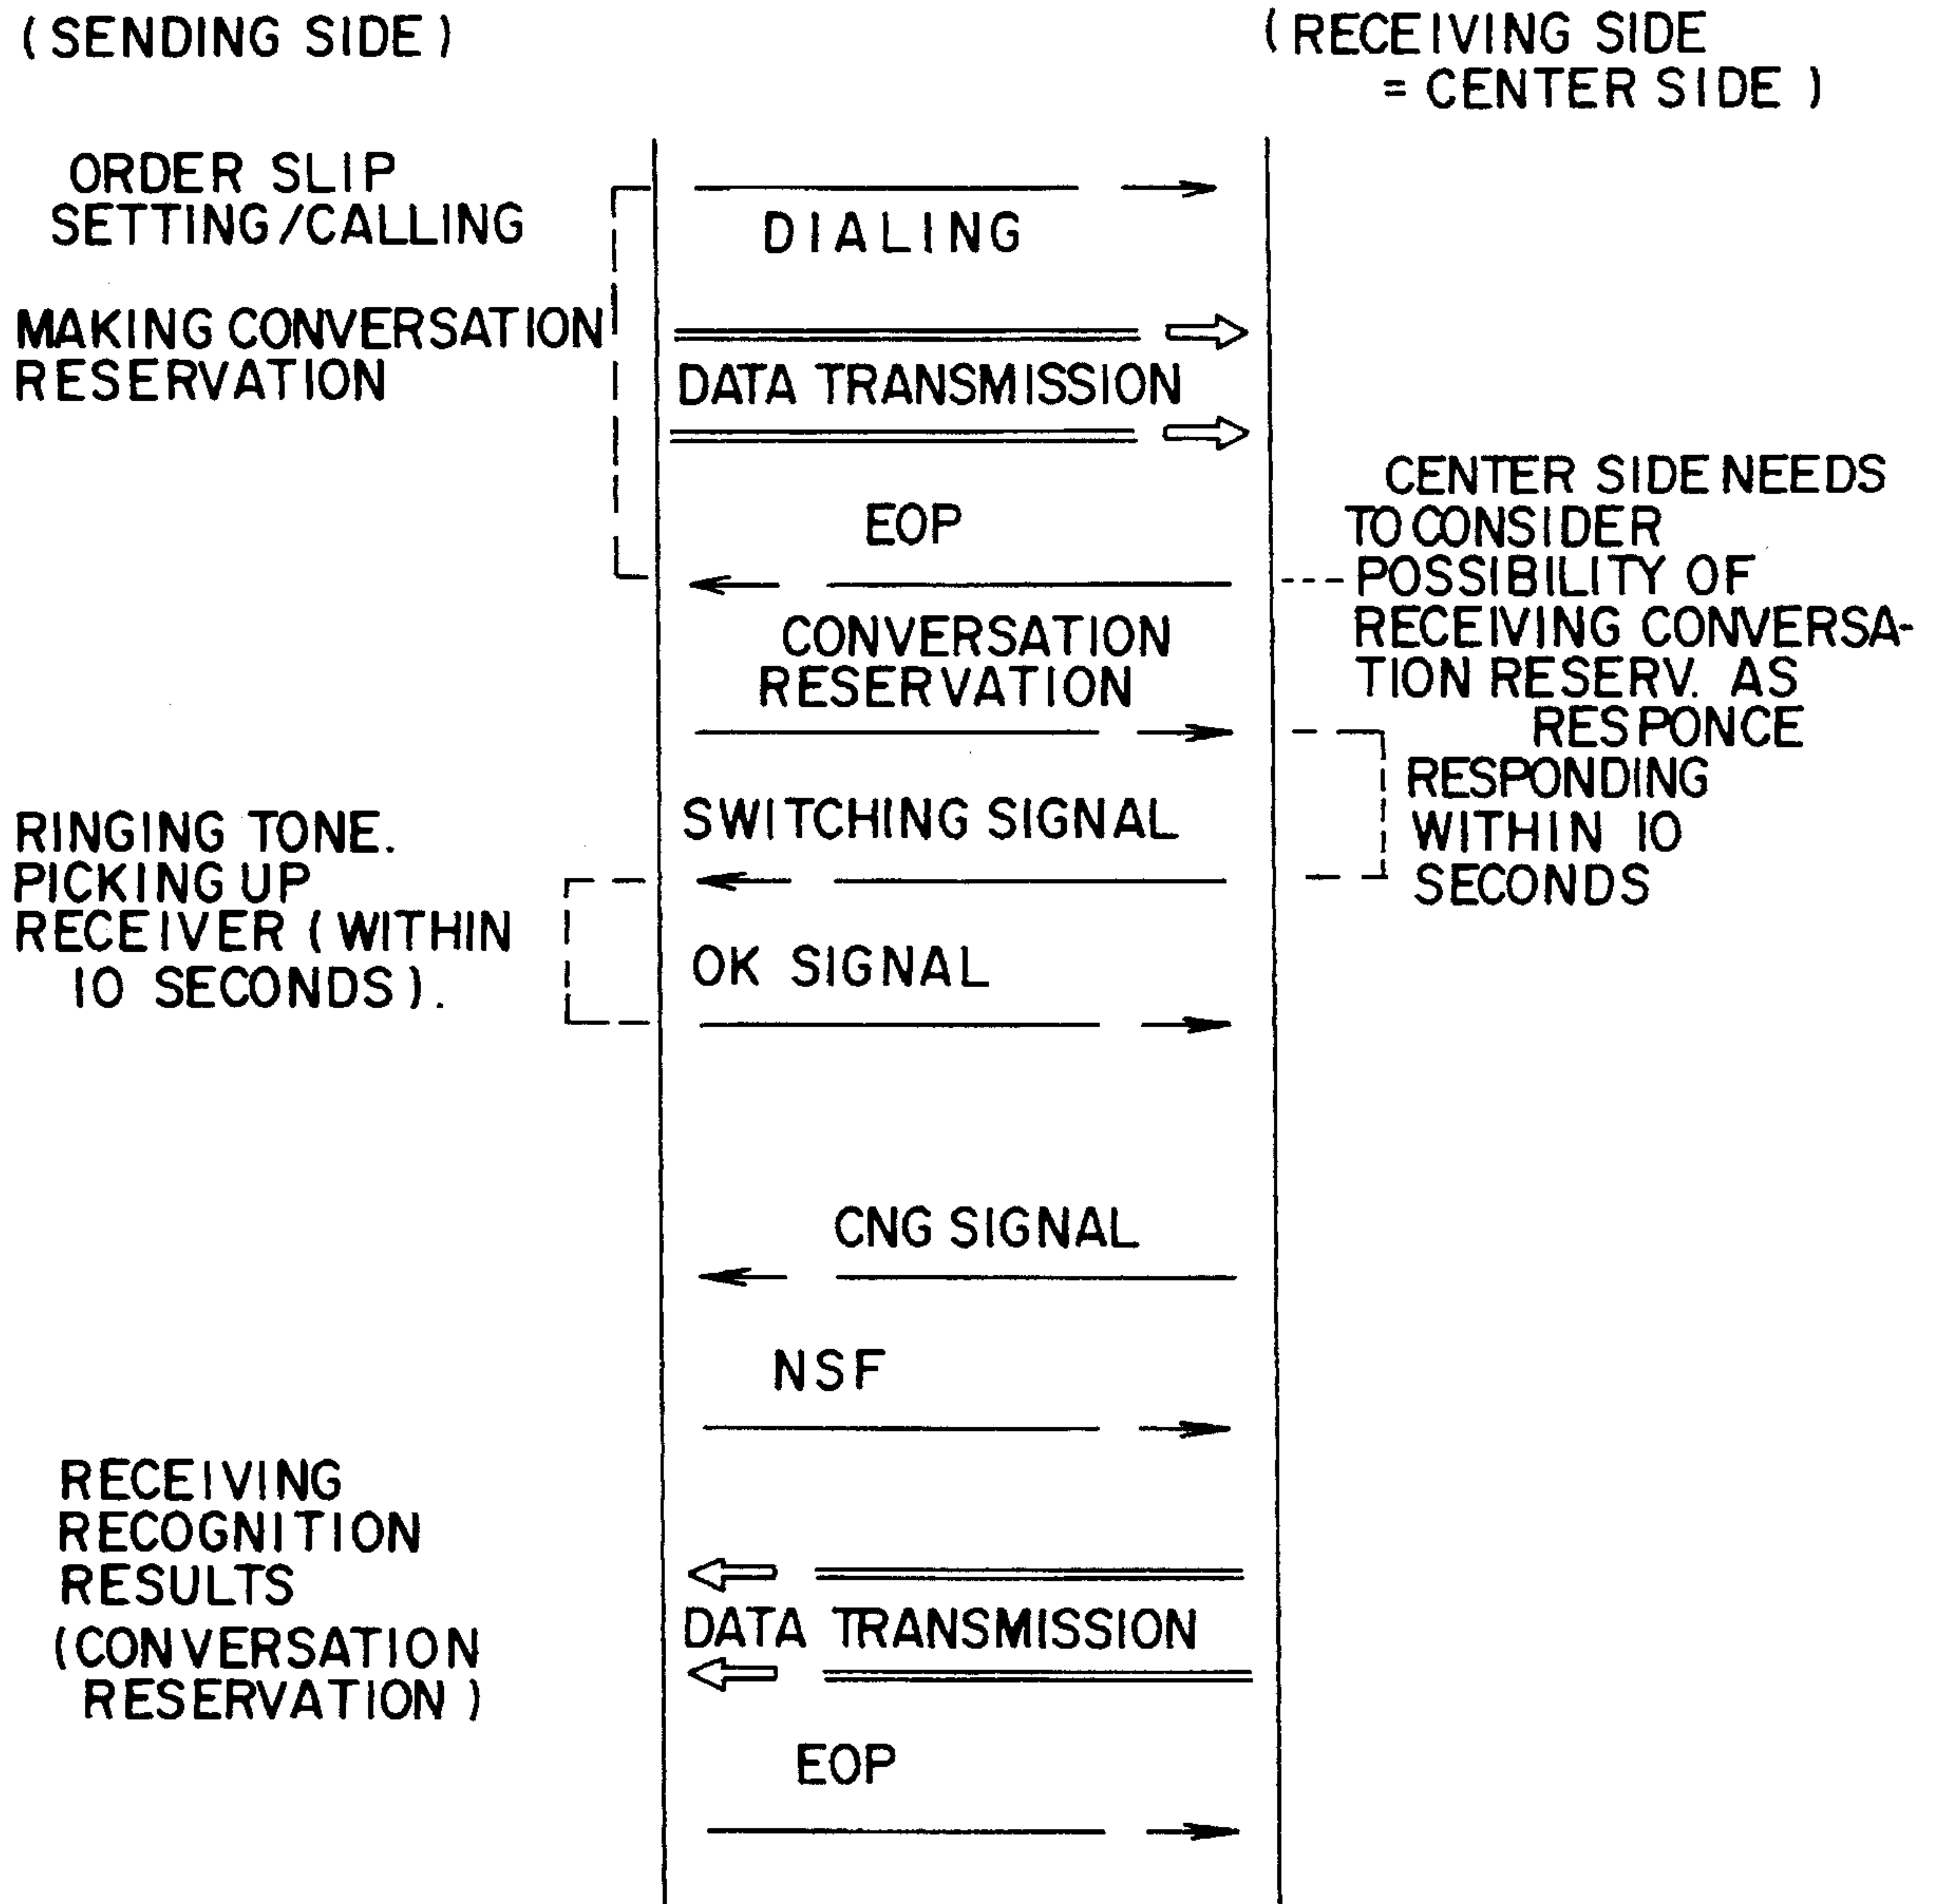 (SENDING SIDE)
(RECEIVING SIDE
= CENTER SIDE )
ORDER SLIP
SETTING/CALLING
DIALING
MAKING CONVERSATION
RESERVATION
DATA TRANSMISSION
EOP
CENTER SIDE NEEDS
TO CONSIDER
POSSIBILITY OF
RECEIVING CONVERSA-
TION RESERV. AS
RESPONCE
CONVERSATION
RESERVATION
RESPONDING
WITHIN 10
SECONDS
SWITCHING SIGNAL
RINGING TONE.
PICKING UP
RECEIVER (WITHIN
10 SECONDS).
OK SIGNAL
CNG SIGNAL
NSF
RECEIVING
RECOGNITION
RESULTS
(CONVERSATION
RESERVATION)
DATA TRANSMISSION
EOP